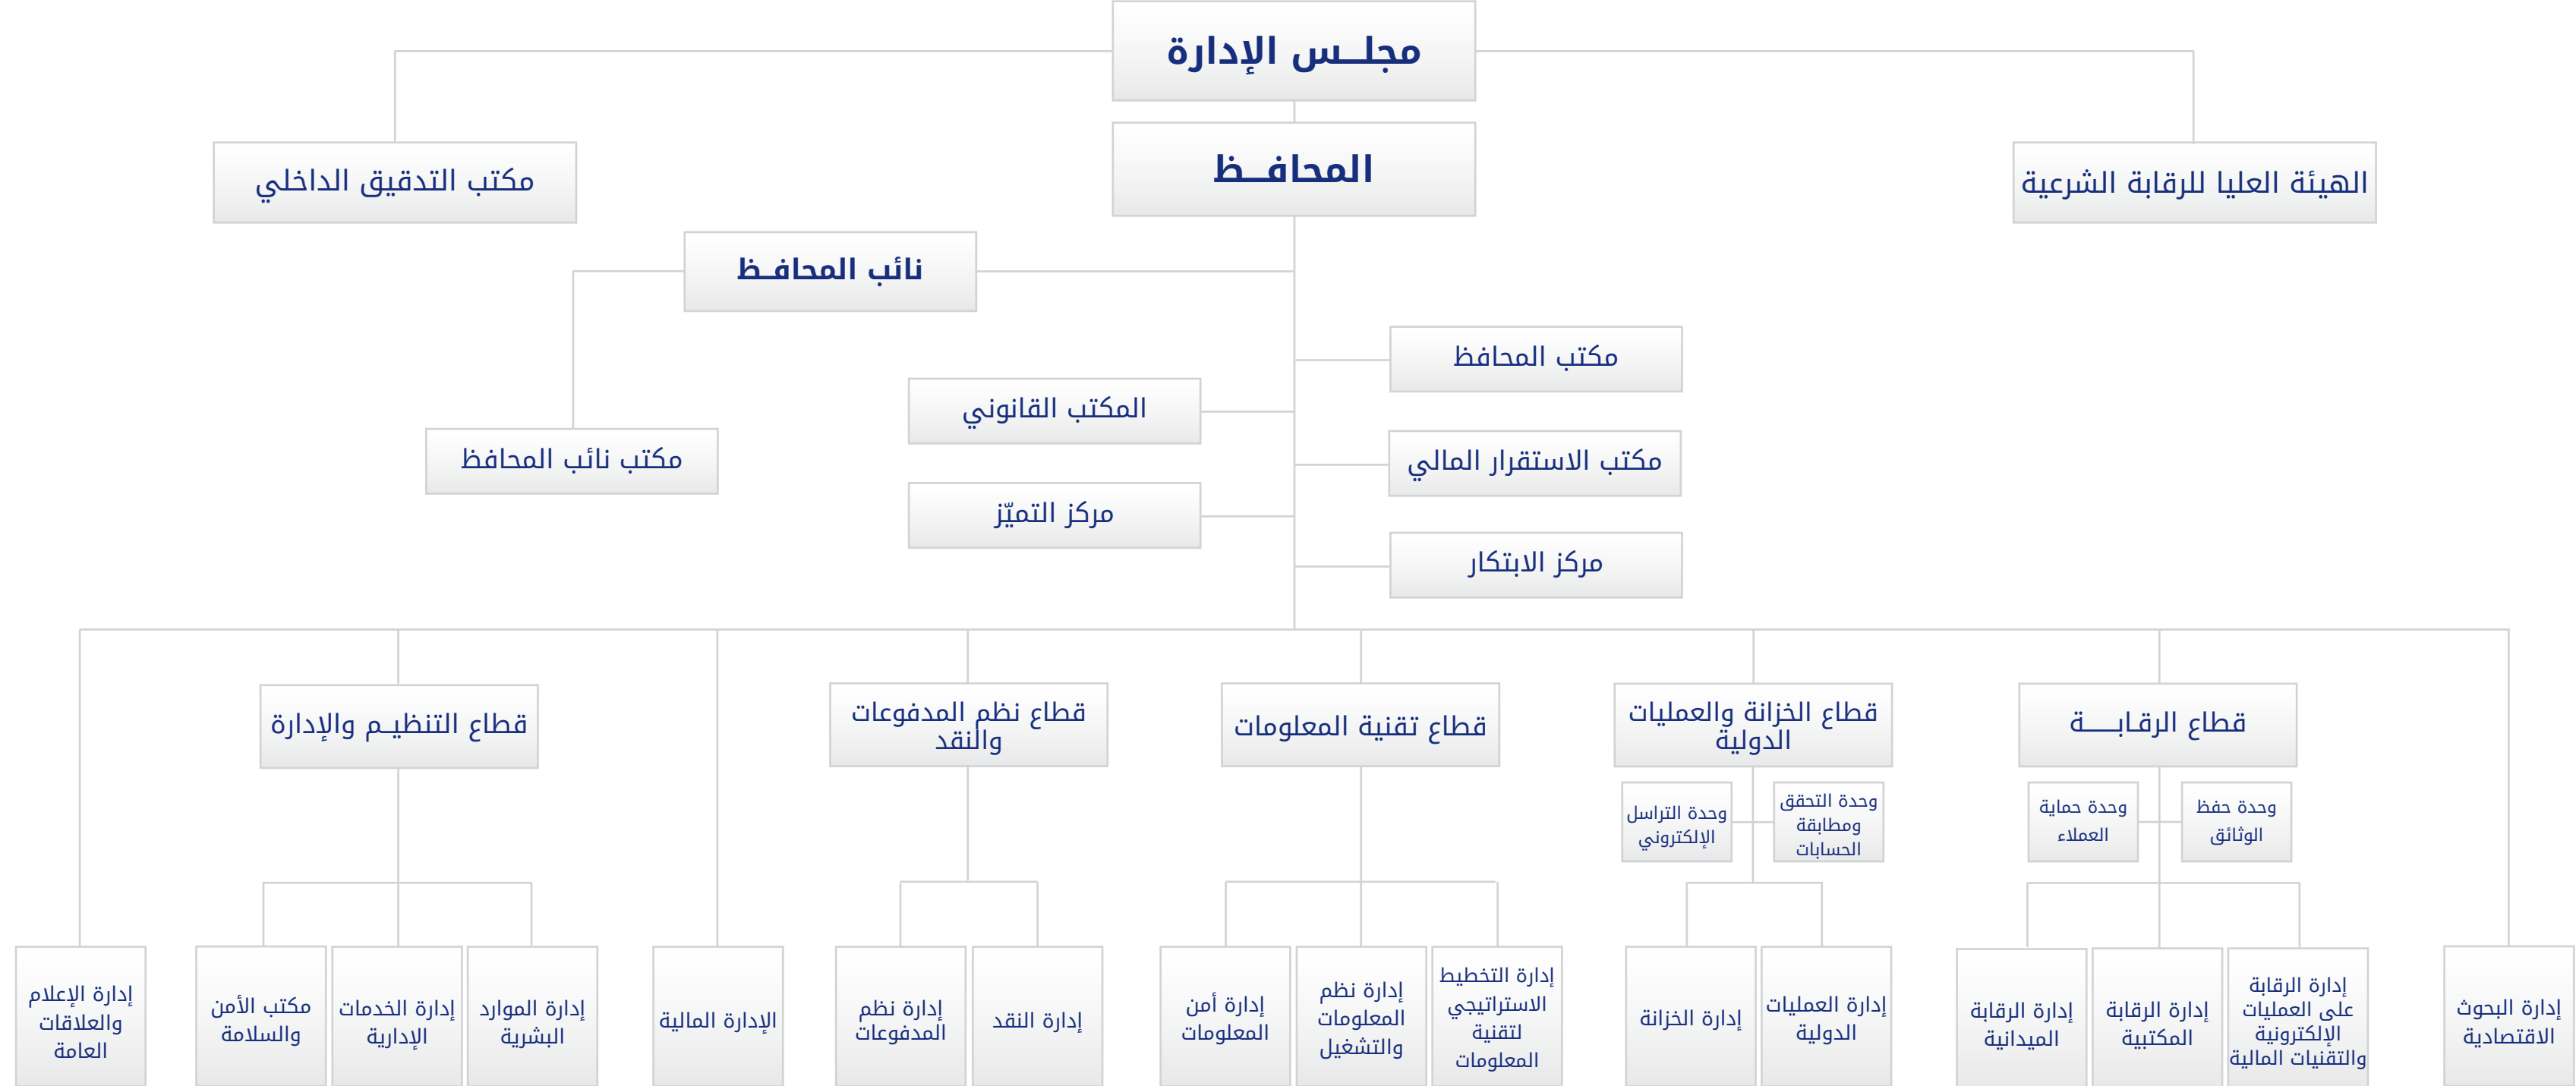 مجلــس الإدارة
المحافــظ
الهيئة العليا للرقابة الشرعية
مكتب التدقيق الداخلي
نائب المحافــظ
مكتب المحافظ
المكتب القانوني
مكتب نائب المحافظ
مكتب الاستقرار المالي
مركز التميّز
مركز الابتكار
قطاع الرقـابـــــة
قطاع الخزانة والعمليات
الدولية
قطاع تقنية المعلومات
قطاع نظم المدفوعات
والنقد
قطاع التنظيــم والإدارة
وحدة حفظ
الوثائق
وحدة حماية
العملاء
وحدة التحقق
ومطابقة
الحسابات
وحدة التراسل
الإلكتروني
إدارة البحوث
الاقتصادية
إدارة الرقابة
على العمليات
الإلكترونية
والتقنيات المالية
إدارة الرقابة
المكتبية
إدارة الرقابة
الميدانية
إدارة العمليات
الدولية
إدارة الخزانة
إدارة التخطيط
الاستراتيجي
لتقنية
المعلومات
إدارة نظم
المعلومات
والتشغيل
إدارة أمن
المعلومات
إدارة النقد
إدارة نظم
المدفوعات
الإدارة المالية
إدارة الموارد
البشرية
إدارة الخدمات
الإدارية
مكتب الأمن
والسلامة
إدارة الإعلام
والعلاقات
العامة